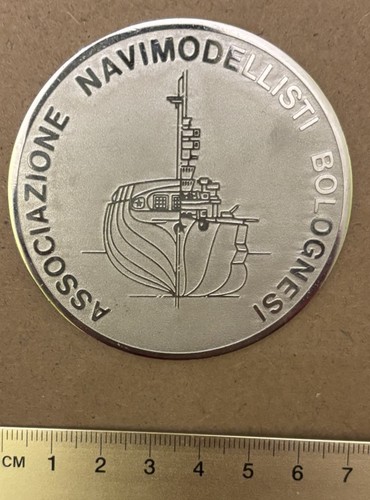 ASSOCIAZIONE NAVIMODELLISTI BOLOGNESI
CM 1 2 3 4 5 6 7